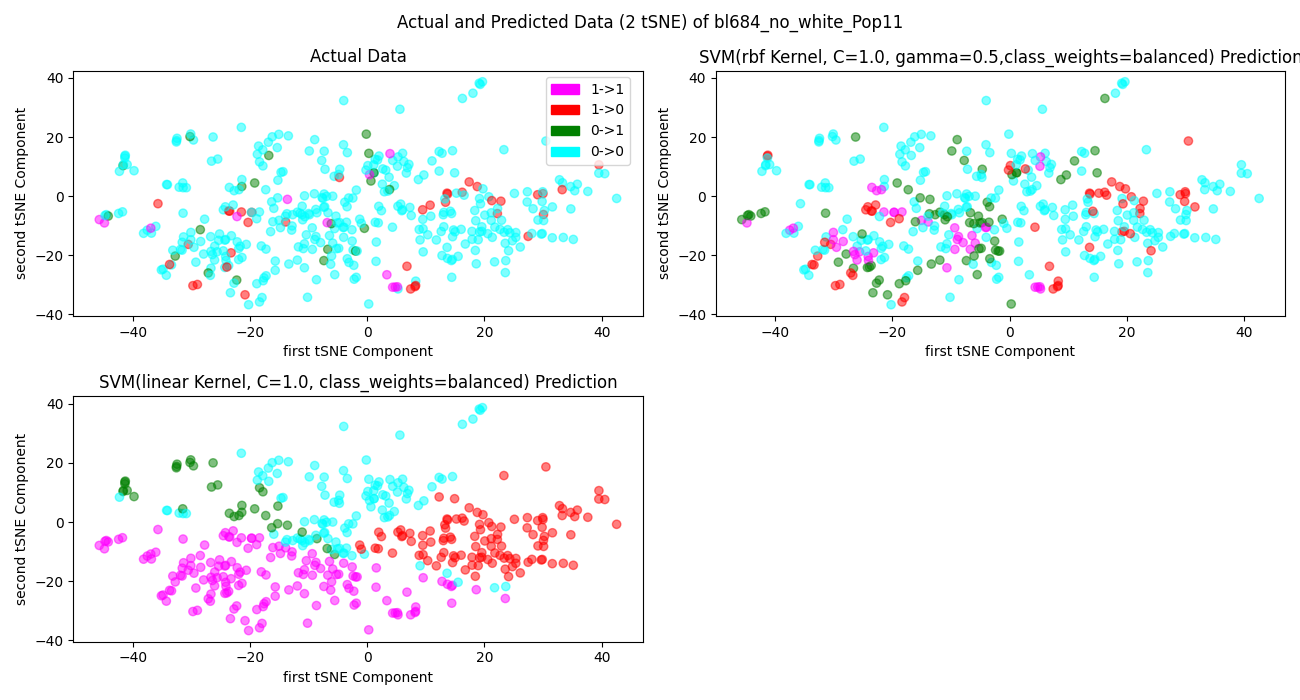 Actual and Predicted Data (2 tSNE) of bl684_no_white_Pop11
Actual Data
40
20
0
−20
−40
second tSNE Component
1->1
1->0
0->1
0->0
−40 −20 0 20 40
first tSNE Component
SVM(rbf Kernel, C=1.0, gamma=0.5,class_weights=balanced) Prediction
40
20
0
−20
−40
second tSNE Component
−40 −20 0 20 40
first tSNE Component
SVM(linear Kernel, C=1.0, class_weights=balanced) Prediction
40
20
0
−20
−40
second tSNE Component
−40 −20 0 20 40
first tSNE Component